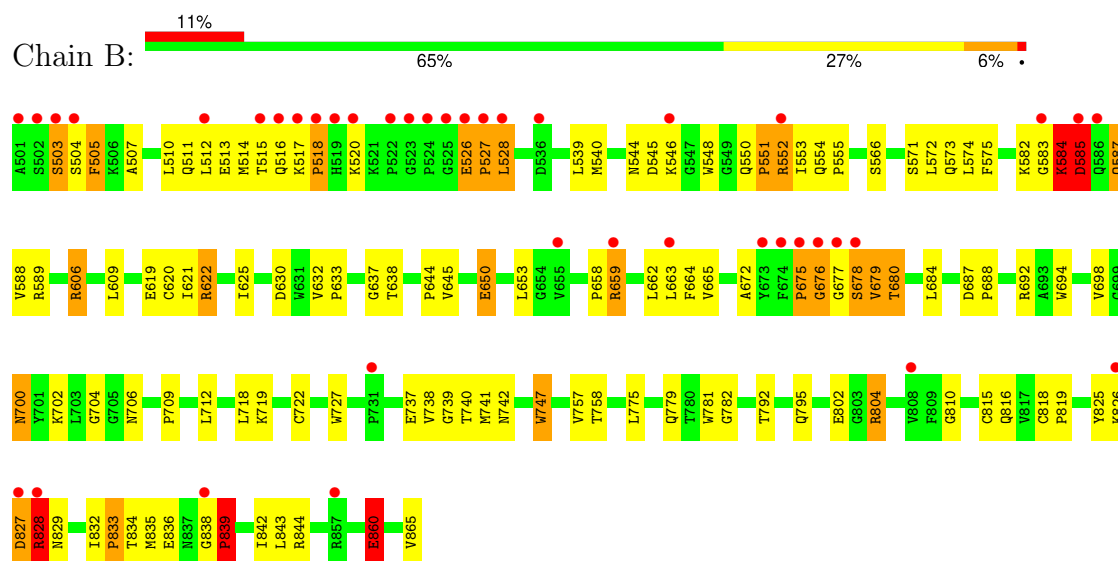 Chain B:
11%
65% 27% 6% •
A501 S502 S503 S504 F505 K506 A507 L510 Q511 L512 E513 M514 T515 Q516 K517 P518 H519 K520 K521 P522 G523 P524 G525 E526 P527 L528 D536 L539 M540 N544 D545 K546 G547 W548 G549 Q550 P551 R552 I553 Q554 P555 S566 S571 L572 Q573 L574 F575 K582 G583 K584 D585 Q586
V588 R589 R606 L609 E619 C620 I621 R622 I625 D630 W631 V632 P633 G637 T638 P644 V645 E650 L653 G654 V655 P658 R659 L662 L663 F664 V665 A672 Y673 F674 P675 G676 G677 S678 V679 T680 L684 D687 P688 R692 A693 W694 V698
N700 Y701 K702 L703 G704 G705 N706 P709 L712 L718 K719 C722 W727 P731 E737 V738 G739 T740 M741 N742 W747 V757 T758 L775 Q779 T780 W781 G782 T792 Q795 E802 G803 R804 V808 F809 G810 C815 Q816 V817 C818 P819 Y825 K826
D827 R828 N829 I832 P833 T834 M835 E836 N837 G838 P839 I842 L843 R844 R857 E860 V865